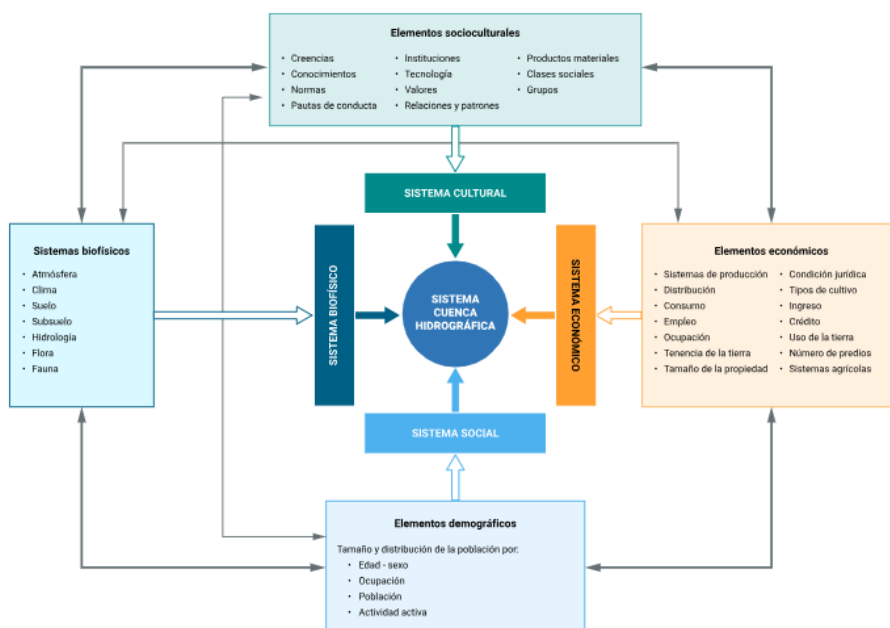 Elementos socioculturales
• Creencias
• Conocimientos
• Normas
• Pautas de conducta
• Instituciones
• Tecnología
• Valores
• Relaciones y patrones
• Productos materiales
• Clases sociales
• Grupos
SISTEMA CULTURAL
Sistemas biofísicos
• Atmósfera
• Clima
• Suelo
• Subsuelo
• Hidrología
• Flora
• Fauna
SISTEMA BIOFÍSICO
SISTEMA
CUENCA
HIDROGRÁFICA
SISTEMA ECONÓMICO
Elementos económicos
• Sistemas de producción
• Distribución
• Consumo
• Empleo
• Ocupación
• Tenencia de la tierra
• Tamaño de la propiedad
• Condición jurídica
• Tipos de cultivo
• Ingreso
• Crédito
• Uso de la tierra
• Número de predios
• Sistemas agrícolas
SISTEMA SOCIAL
Elementos demográficos
Tamaño y distribución de la población por:
• Edad - sexo
• Ocupación
• Población
• Actividad activa